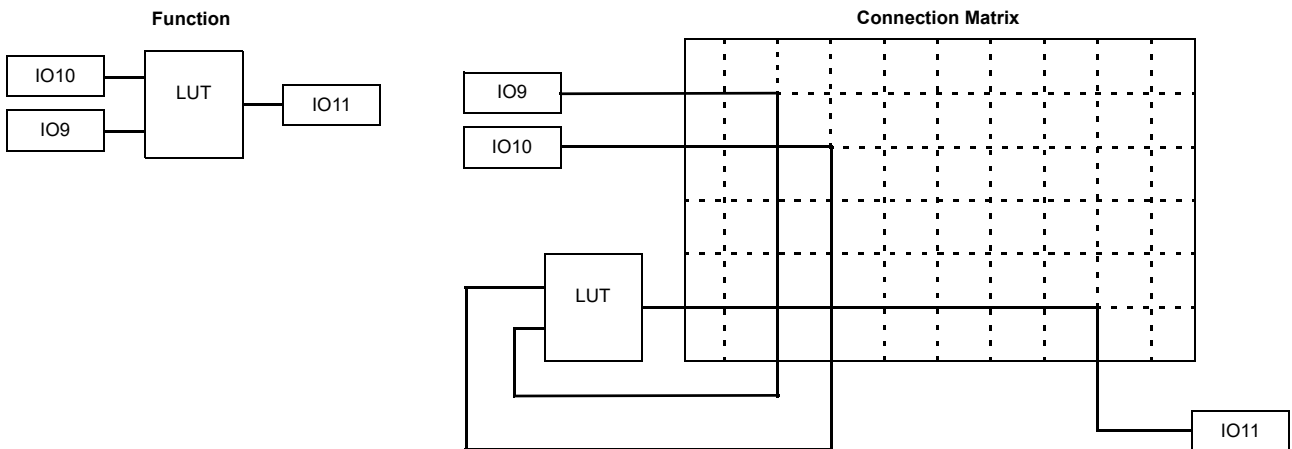 Function
IO10
IO9
LUT
IO11
Connection Matrix
IO9
IO10
LUT
IO11